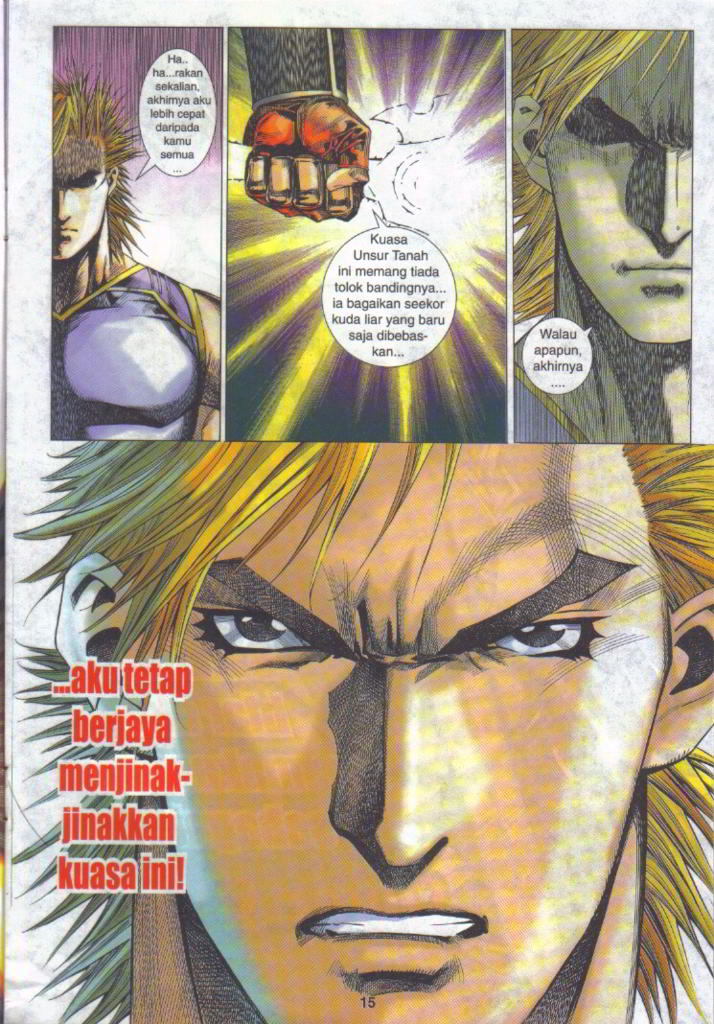 Ha..
ha...rakan
sekalian,
akhirnya aku
lebih cepat
daripada
kamu
semua
...
Kuasa
Unsur Tanah
ini memang tiada
tolok bandingnya...
ia bagaikan seekor
kuda liar yang baru
saja dibebas-
kan...
Walau
apapun,
akhirnya
....
...aku tetap
berjaya
menjinak-
jinakkan
kuasa ini!
15